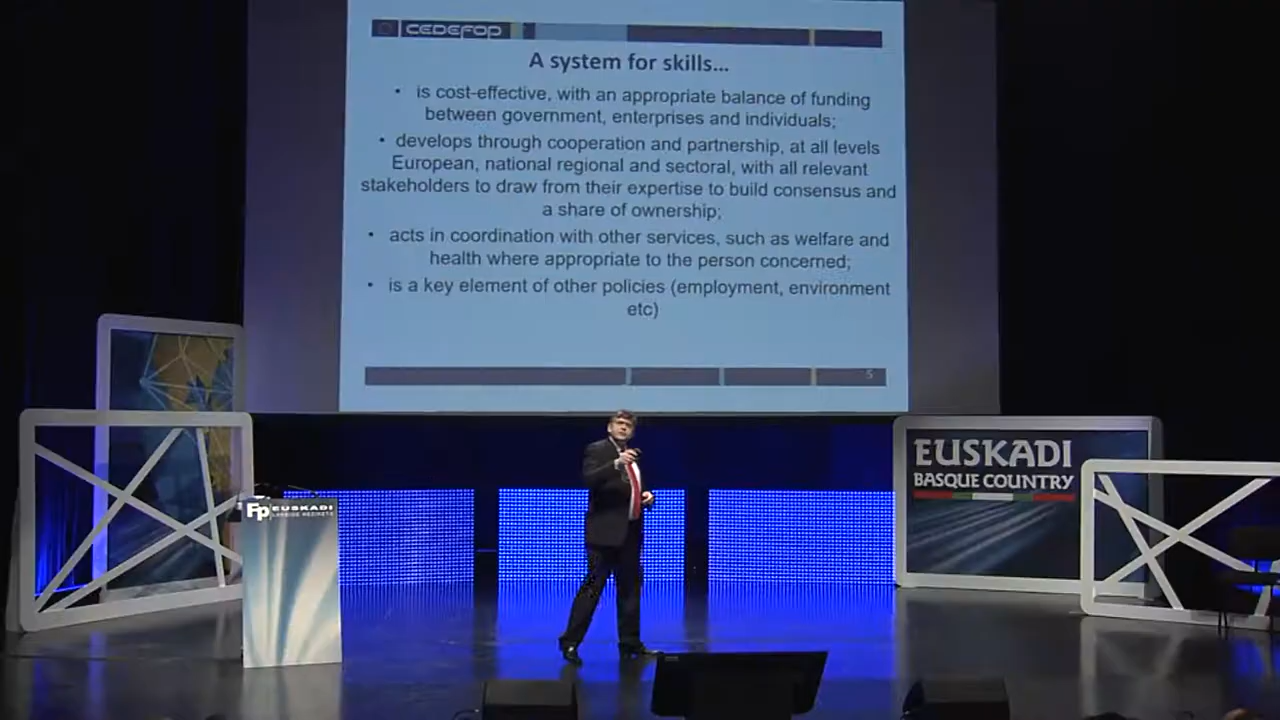 CEDEFOP
A system for skills...
• is cost-effective, with an appropriate balance of funding
between government, enterprises and individuals;
• develops through cooperation and partnership, at all levels
European, national regional and sectoral, with all relevant
stakeholders to draw from their expertise to build consensus and
a share of ownership;
• acts in coordination with other services, such as welfare and
health where appropriate to the person concerned;
• is a key element of other policies (employment, environment
etc)
5
EUSKADI
BASQUE COUNTRY
Fp EUSKADI